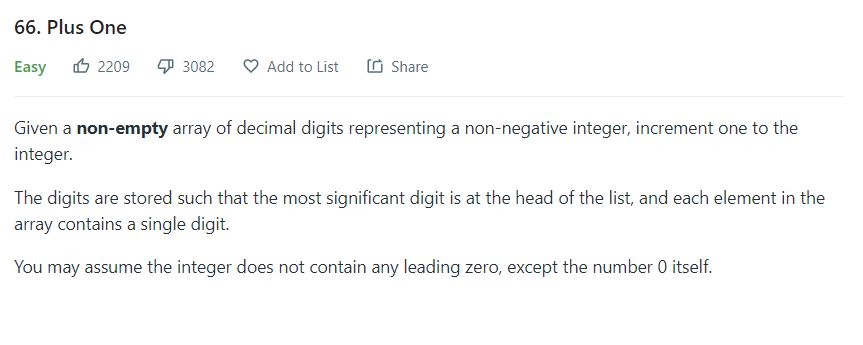 66. Plus One
Easy 2209 3082 Add to List Share
Given a non-empty array of decimal digits representing a non-negative integer, increment one to the
integer.
The digits are stored such that the most significant digit is at the head of the list, and each element in the
array contains a single digit.
You may assume the integer does not contain any leading zero, except the number 0 itself.